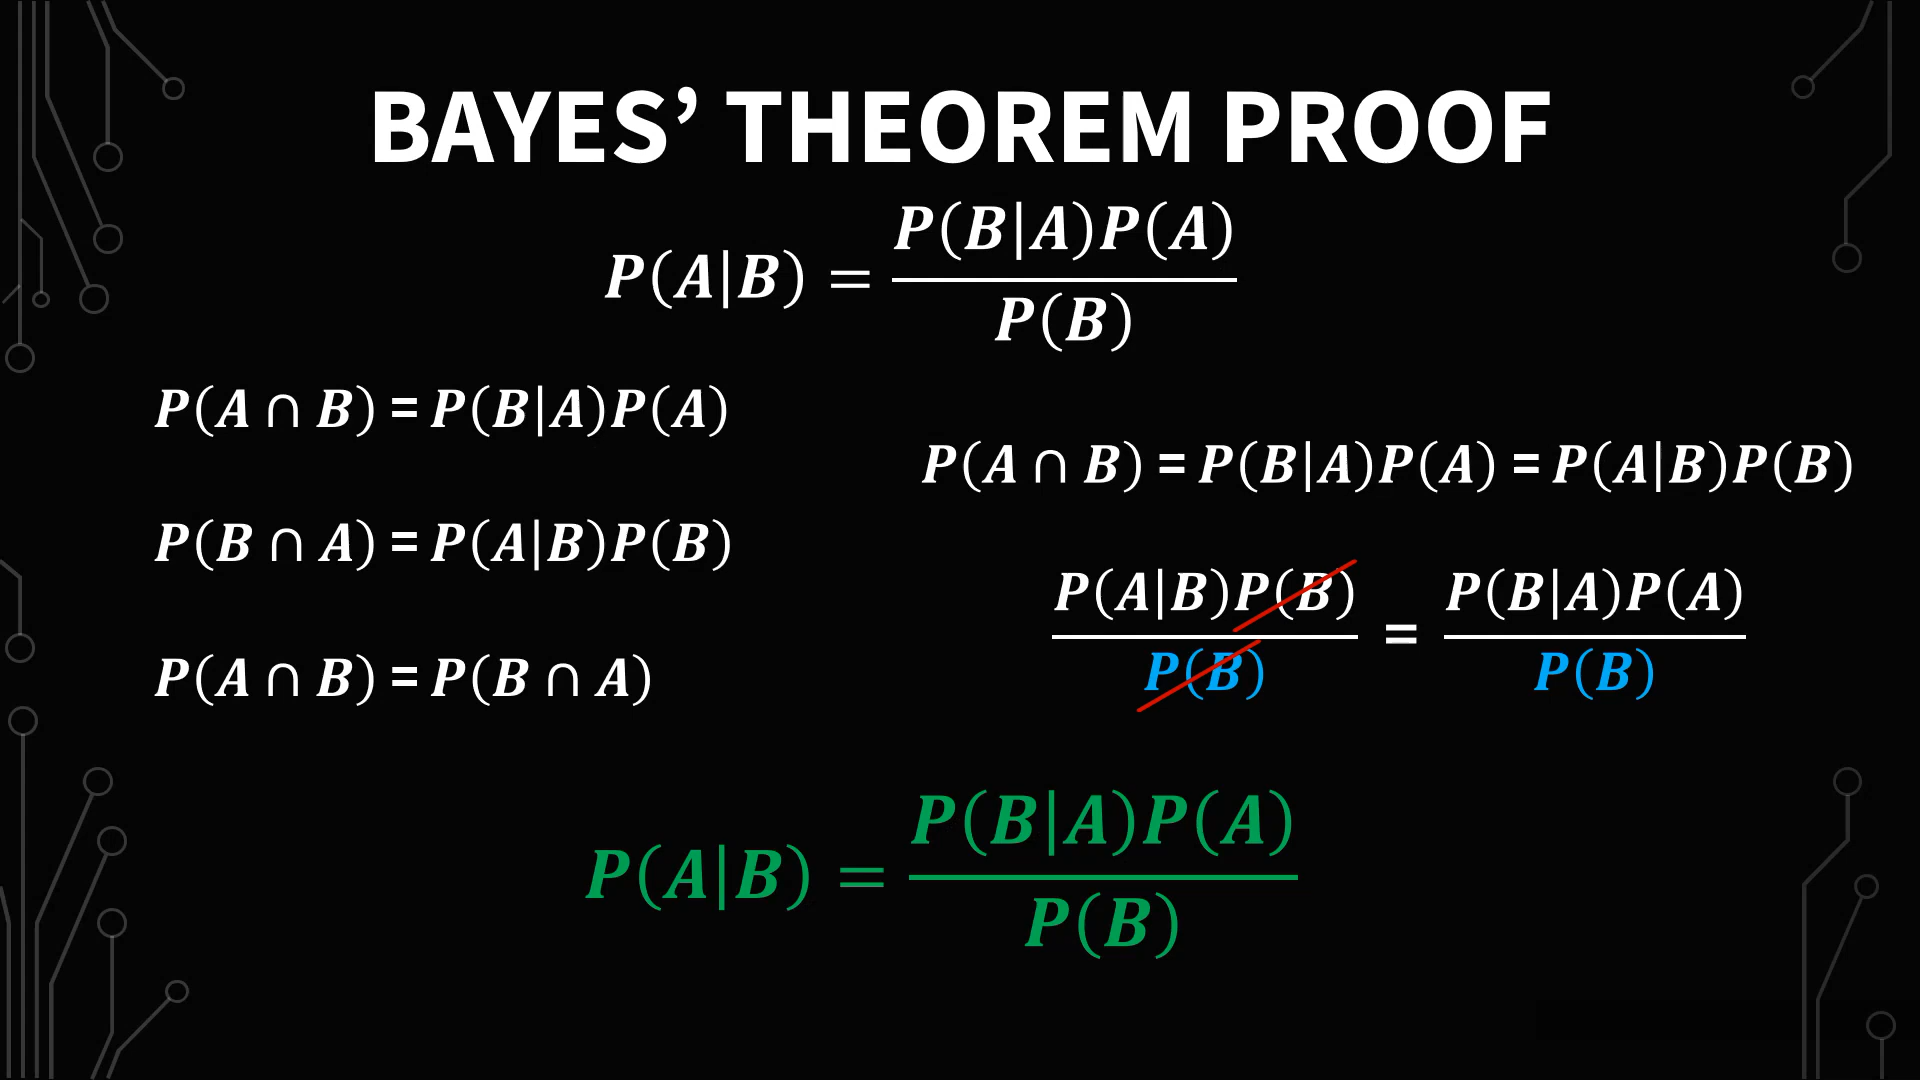 BAYES’ THEOREM PROOF
P(A|B) = P(B|A)P(A) / P(B)
P(A ∩ B) = P(B|A)P(A)
P(B ∩ A) = P(A|B)P(B)
P(A ∩ B) = P(B ∩ A)
P(A ∩ B) = P(B|A)P(A) = P(A|B)P(B)
P(A|B)P(B) / P(B) = P(B|A)P(A) / P(B)
P(A|B) = P(B|A)P(A) / P(B)